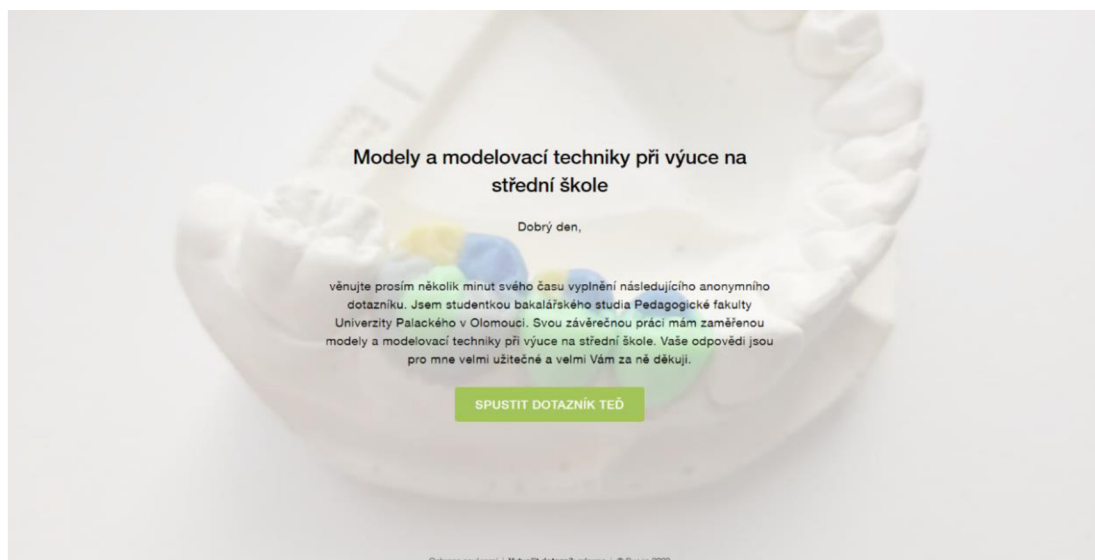 Modely a modelovací techniky při výuce na
střední škole
Dobrý den,
věnujte prosím několik minut svého času vyplnění následujícího anonymního
dotazníku. Jsem studentkou bakalářského studia Pedagogické fakulty
Univerzity Palackého v Olomouci. Svou závěrečnou práci mám zaměřenou
modely a modelovací techniky při výuce na střední škole. Vaše odpovědi jsou
pro mne velmi užitečné a velmi Vám za ně děkuji.
SPUSTIT DOTAZNÍK TEĎ